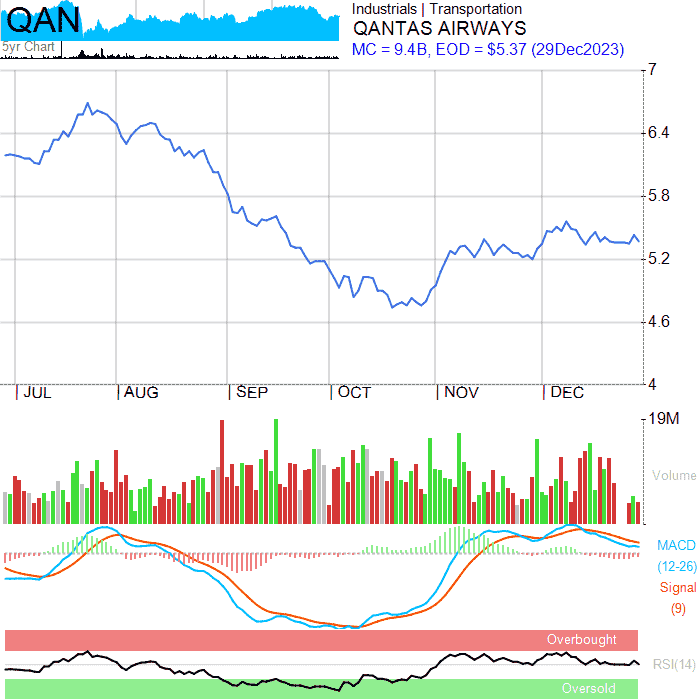 QAN
5yr Chart
Industrials | Transportation
QANTAS AIRWAYS
MC = 9.4B, EOD = $5.37 (29Dec2023)
7
6.4
5.8
5.2
4.6
4
|JUL |AUG |SEP |OCT |NOV |DEC
19M
Volume
MACD
(12-26)
Signal
(9)
Overbought
RSI(14)
Oversold